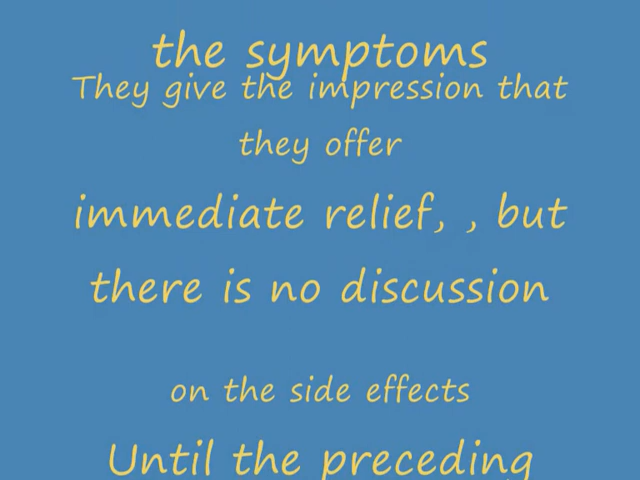 the symptoms
They give the impression that
they offer
immediate relief, , but
there is no discussion
on the side effects
Until the preceding